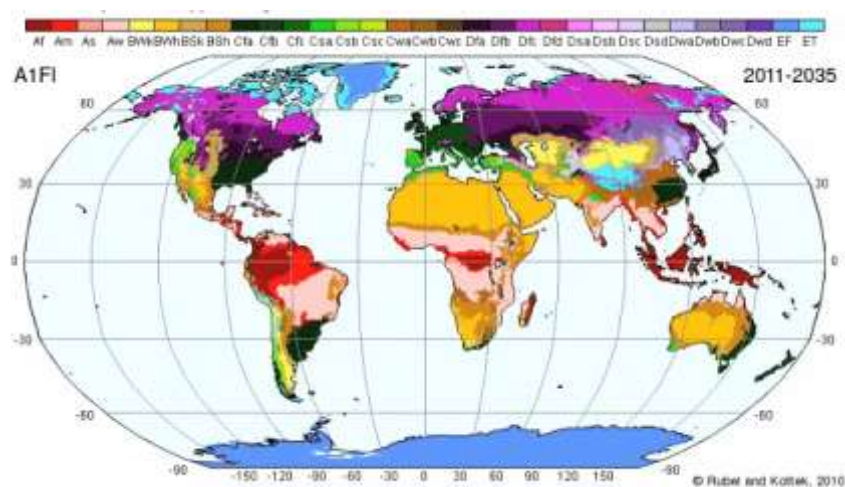 Af Am As Aw BWk BWh BSk BSh Cfa Cfb Cfc Csa Csb Csc Cwa Cwb Cwc Dfa Dfb Dfc Dfd Dsa Dsb Dsc Dsd Dwa Dwb Dwc Dwd EF ET
A1FI 2011-2035
60 60
30 30
0 0
-30 -30
-60 -60
-90 -150 -120 -90 -60 -30 0 30 60 90 120 150 -90
© Rubel and Kottek, 2010